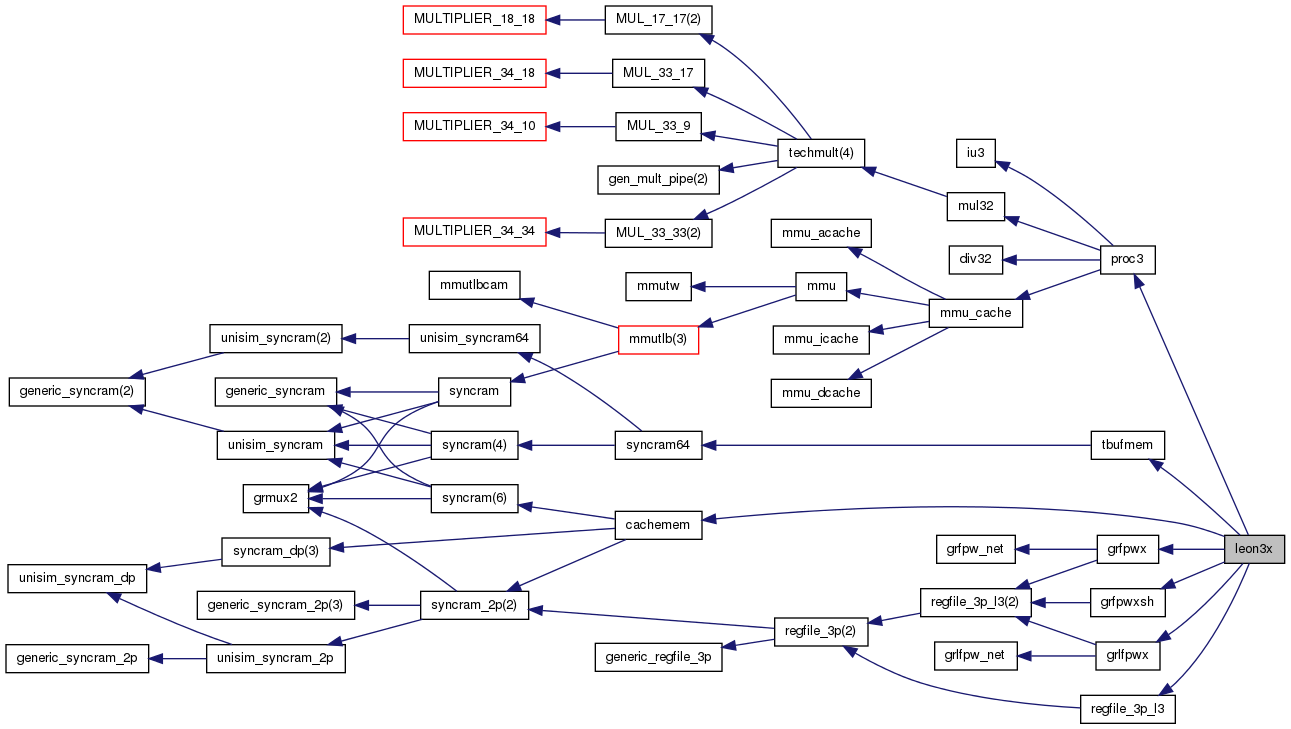 MULTIPLIER_18_18
MUL_17_17(2)
MULTIPLIER_34_18
MUL_33_17
MULTIPLIER_34_10
MUL_33_9
techmult(4)
iu3
gen_mult_pipe(2)
mul32
MULTIPLIER_34_34
MUL_33_33(2)
mmu_acache
div32
proc3
mmutlbcam
mmutw
mmu
mmu_cache
unisim_syncram(2)
unisim_syncram64
mmutlb(3)
mmu_icache
generic_syncram(2)
generic_syncram
syncram
mmu_dcache
unisim_syncram
syncram(4)
syncram64
tbufmem
grmux2
syncram(6)
cachemem
syncram_dp(3)
grfpw_net
grfpwx
leon3x
unisim_syncram_dp
generic_syncram_2p(3)
syncram_2p(2)
regfile_3p_l3(2)
grfpwxsh
regfile_3p(2)
generic_syncram_2p
unisim_syncram_2p
generic_regfile_3p
grlfpw_net
grlfpwx
regfile_3p_l3